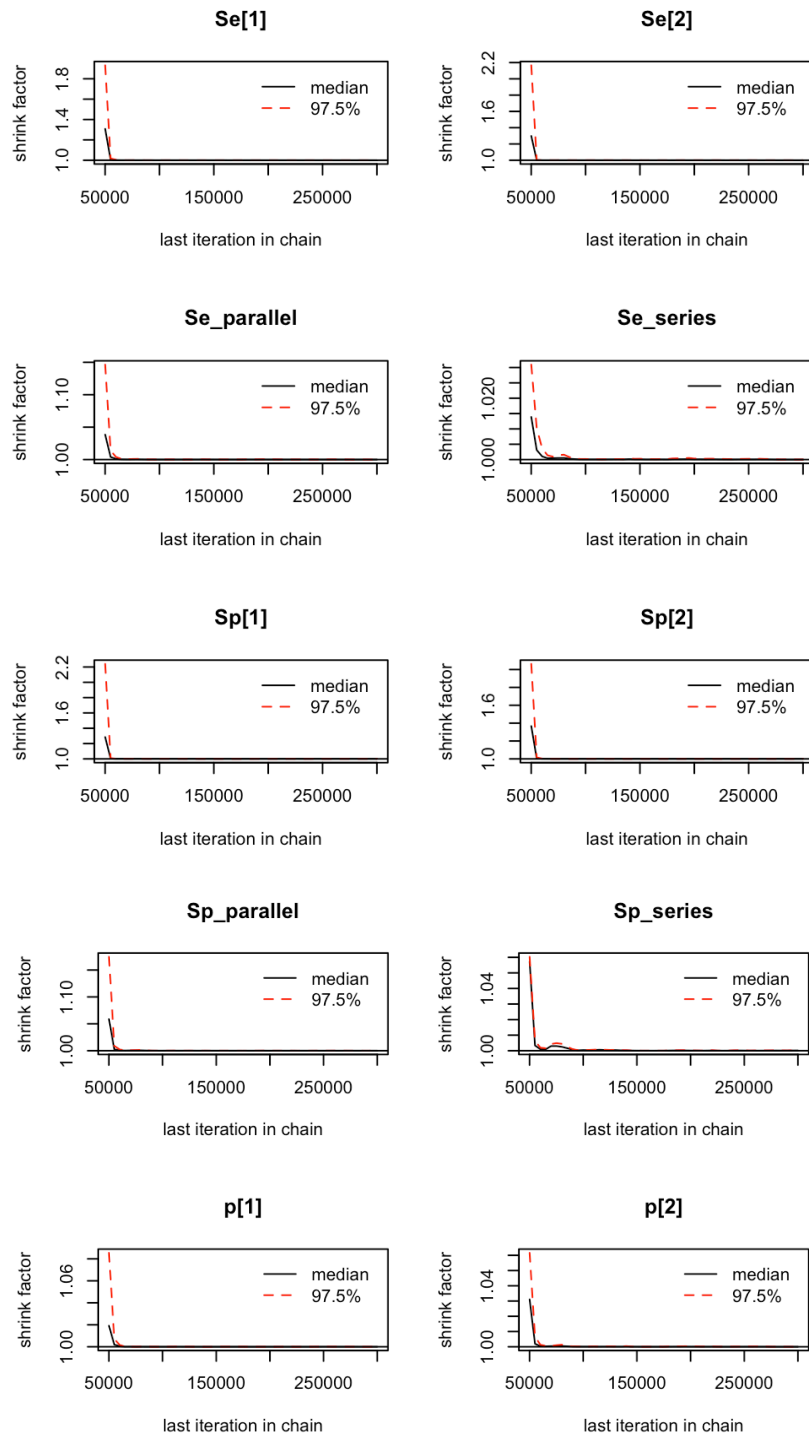 Se[1]
shrink factor
1.0 1.4 1.8
median
97.5%
50000 150000 250000
last iteration in chain
Se[2]
shrink factor
1.0 1.6 2.2
median
97.5%
50000 150000 250000
last iteration in chain
Se_parallel
shrink factor
1.00 1.10
median
97.5%
50000 150000 250000
last iteration in chain
Se_series
shrink factor
1.000 1.020
median
97.5%
50000 150000 250000
last iteration in chain
Sp[1]
shrink factor
1.0 1.6 2.2
median
97.5%
50000 150000 250000
last iteration in chain
Sp[2]
shrink factor
1.0 1.6
median
97.5%
50000 150000 250000
last iteration in chain
Sp_parallel
shrink factor
1.00 1.10
median
97.5%
50000 150000 250000
last iteration in chain
Sp_series
shrink factor
1.00 1.04
median
97.5%
50000 150000 250000
last iteration in chain
p[1]
shrink factor
1.00 1.06
median
97.5%
50000 150000 250000
last iteration in chain
p[2]
shrink factor
1.00 1.04
median
97.5%
50000 150000 250000
last iteration in chain